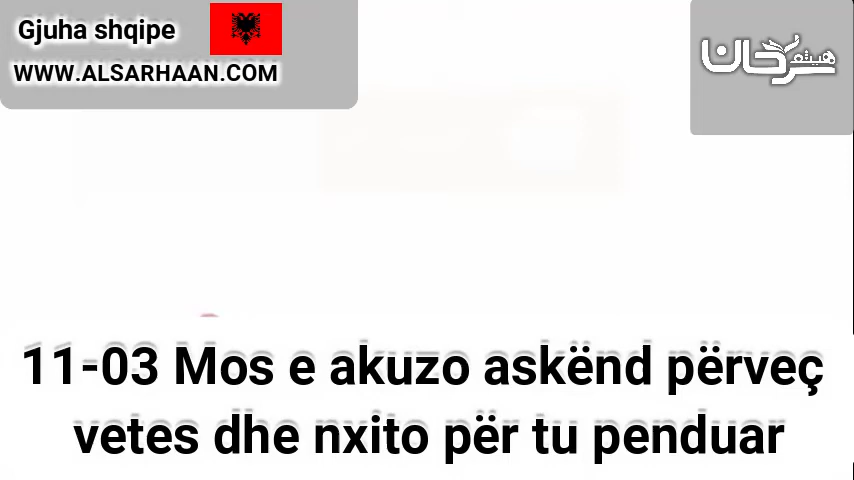 Gjuha shqipe
WWW.ALSARHAAN.COM
هيثم سرحان
11-03 Mos e akuzo askënd përveç
vetes dhe nxito për tu penduar